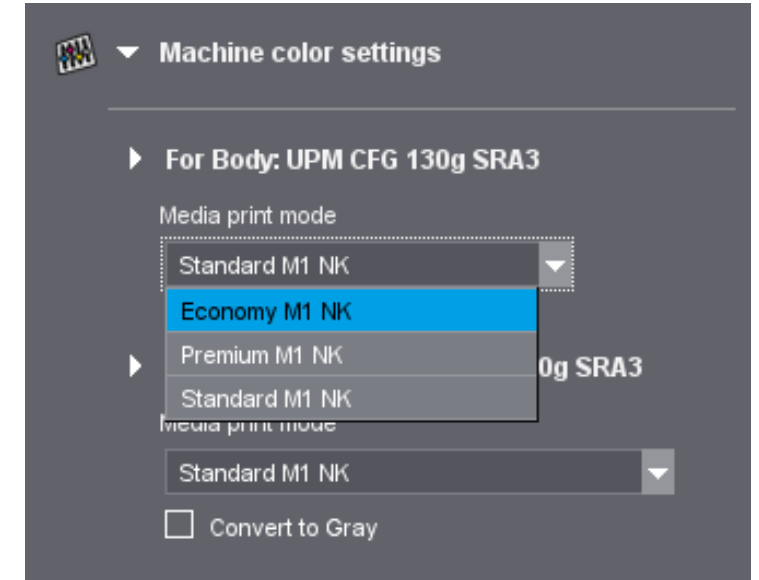 Machine color settings
For Body: UPM CFG 130g SRA3
Media print mode
Standard M1 NK
Economy M1 NK
Premium M1 NK
0g SRA3
Standard M1 NK
Media print mode
Standard M1 NK
Convert to Gray